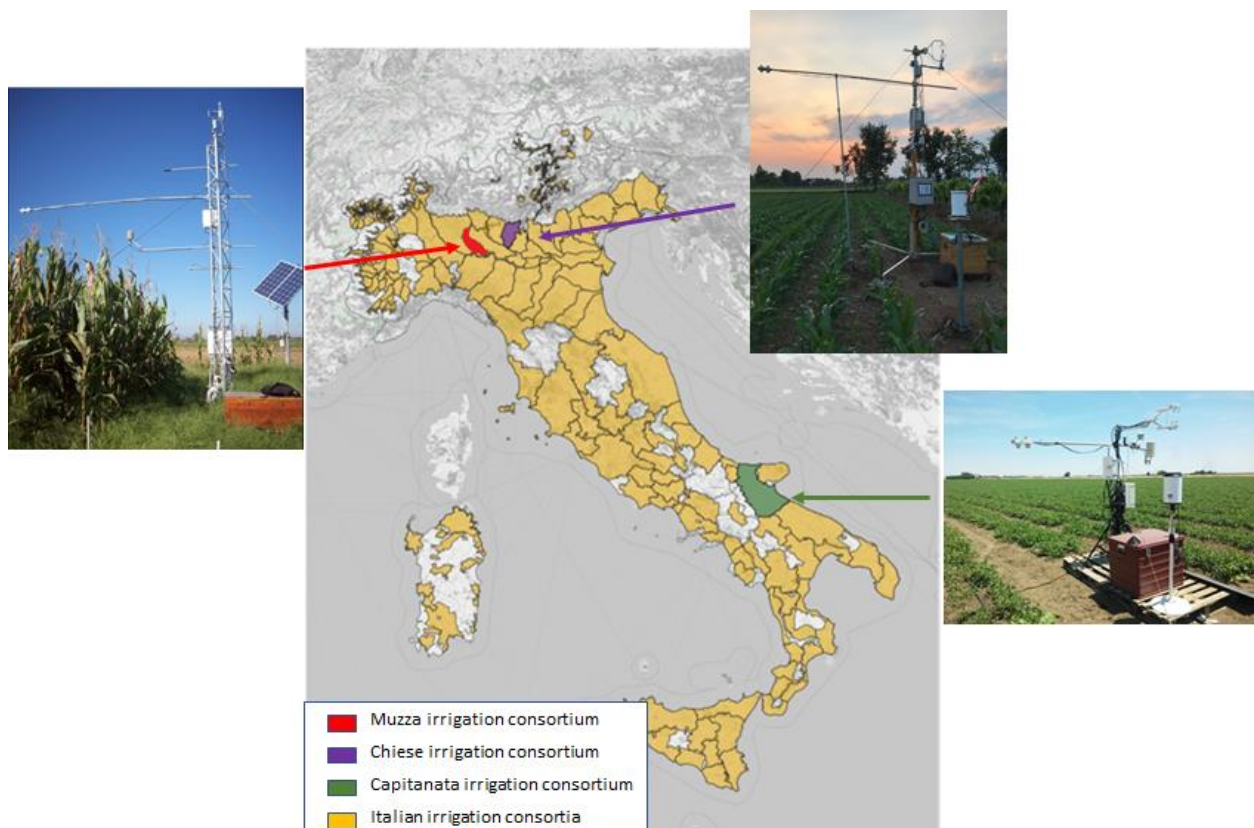 Muzza irrigation consortium
Chiese irrigation consortium
Capitanata irrigation consortium
Italian irrigation consortia